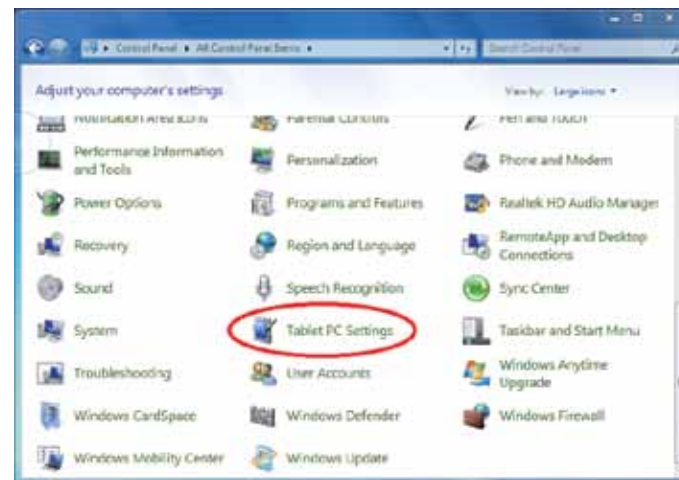 Control Panel All Control Panel Items
Search Control Panel
Adjust your computer's settings
View by: Large icons
Notification Area Icons
Parental Controls
Pen and Touch
Performance Information
and Tools
Personalization
Phone and Modem
Power Options
Programs and Features
Realtek HD Audio Manager
Recovery
Region and Language
RemoteApp and Desktop
Connections
Sound
Speech Recognition
Sync Center
System
Tablet PC Settings
Taskbar and Start Menu
Troubleshooting
User Accounts
Windows Anytime
Upgrade
Windows CardSpace
Windows Defender
Windows Firewall
Windows Mobility Center
Windows Update